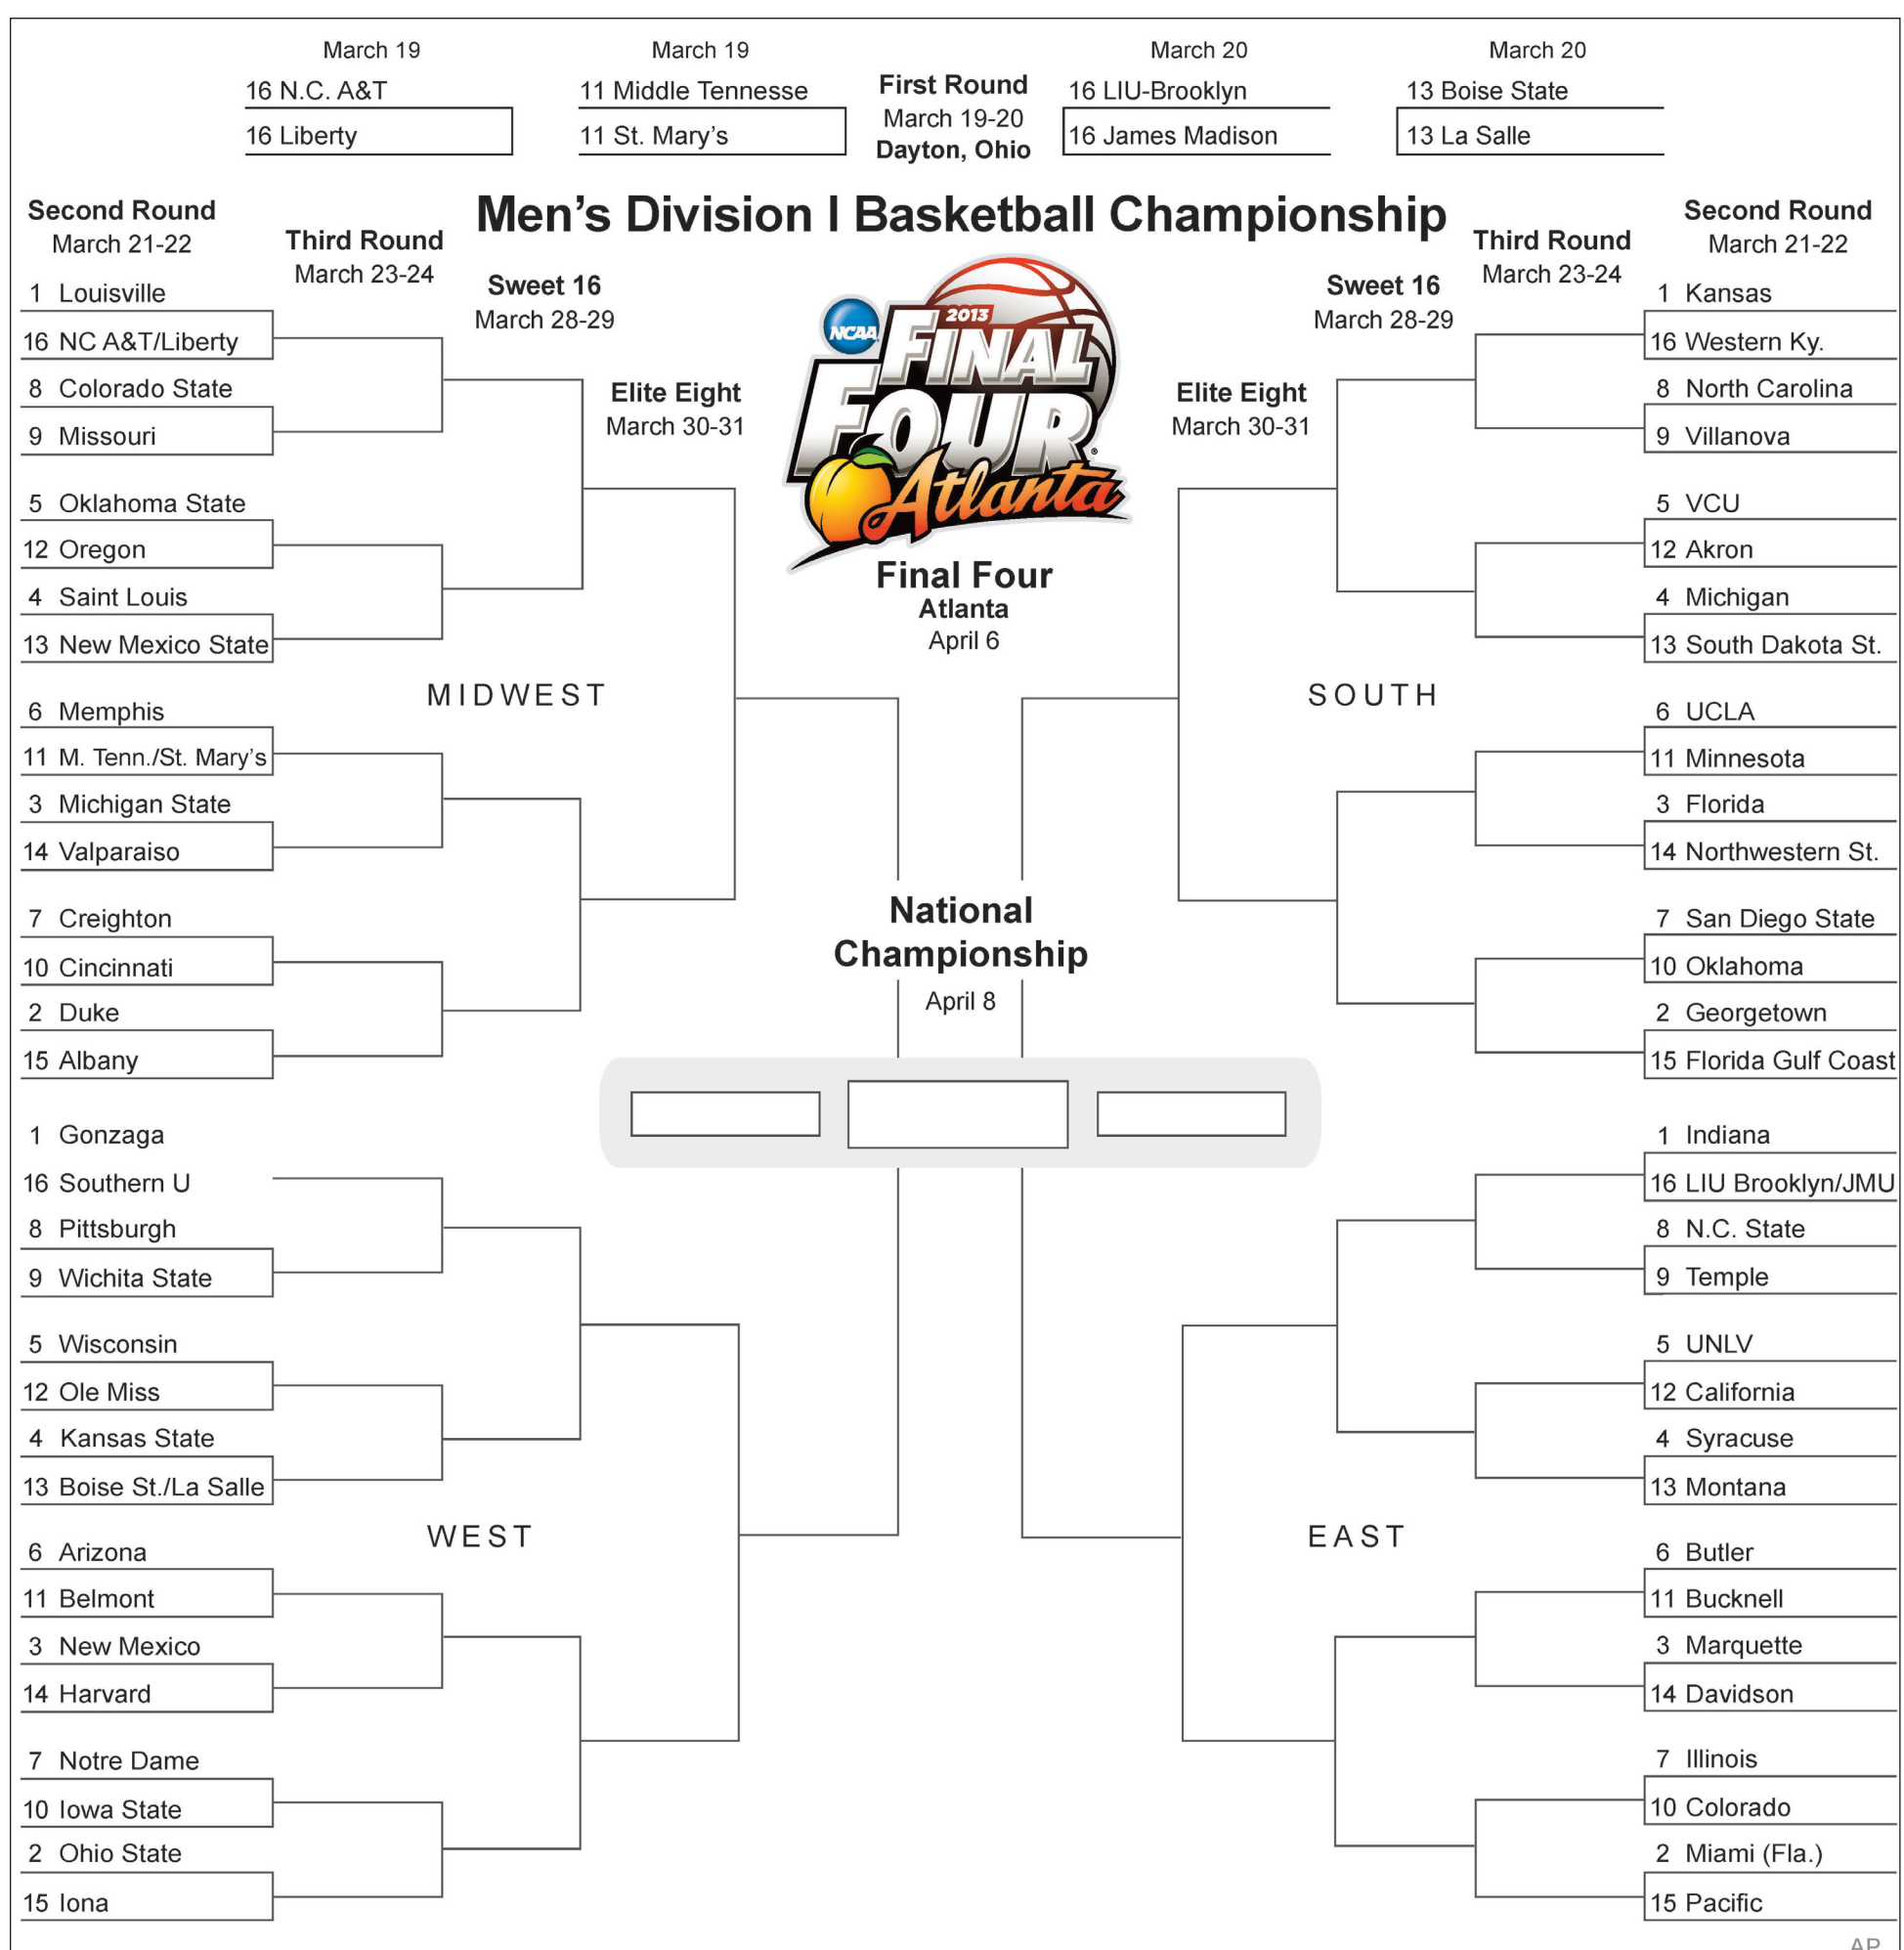 March 19
16 N.C. A&T
16 Liberty
March 19
11 Middle Tennesse
11 St. Mary's
First Round
March 19-20
Dayton, Ohio
March 20
16 LIU-Brooklyn
16 James Madison
March 20
13 Boise State
13 La Salle
Men's Division I Basketball Championship
Second Round
March 21-22
Third Round
March 23-24
Sweet 16
March 28-29
Elite Eight
March 30-31
NCAA
2013
FINAL
FOUR®
Atlanta
Final Four
Atlanta
April 6
Elite Eight
March 30-31
Sweet 16
March 28-29
Third Round
March 23-24
Second Round
March 21-22
1 Louisville
16 NC A&T/Liberty
8 Colorado State
9 Missouri
5 Oklahoma State
12 Oregon
4 Saint Louis
13 New Mexico State
MIDWEST
6 Memphis
11 M. Tenn./St. Mary's
3 Michigan State
14 Valparaiso
7 Creighton
10 Cincinnati
2 Duke
15 Albany
1 Gonzaga
16 Southern U
8 Pittsburgh
9 Wichita State
5 Wisconsin
12 Ole Miss
4 Kansas State
13 Boise St./La Salle
WEST
6 Arizona
11 Belmont
3 New Mexico
14 Harvard
7 Notre Dame
10 Iowa State
2 Ohio State
15 Iona
National
Championship
April 8
1 Kansas
16 Western Ky.
8 North Carolina
9 Villanova
5 VCU
12 Akron
4 Michigan
13 South Dakota St.
SOUTH
6 UCLA
11 Minnesota
3 Florida
14 Northwestern St.
7 San Diego State
10 Oklahoma
2 Georgetown
15 Florida Gulf Coast
1 Indiana
16 LIU Brooklyn/JMU
8 N.C. State
9 Temple
5 UNLV
12 California
4 Syracuse
13 Montana
EAST
6 Butler
11 Bucknell
3 Marquette
14 Davidson
7 Illinois
10 Colorado
2 Miami (Fla.)
15 Pacific
AP